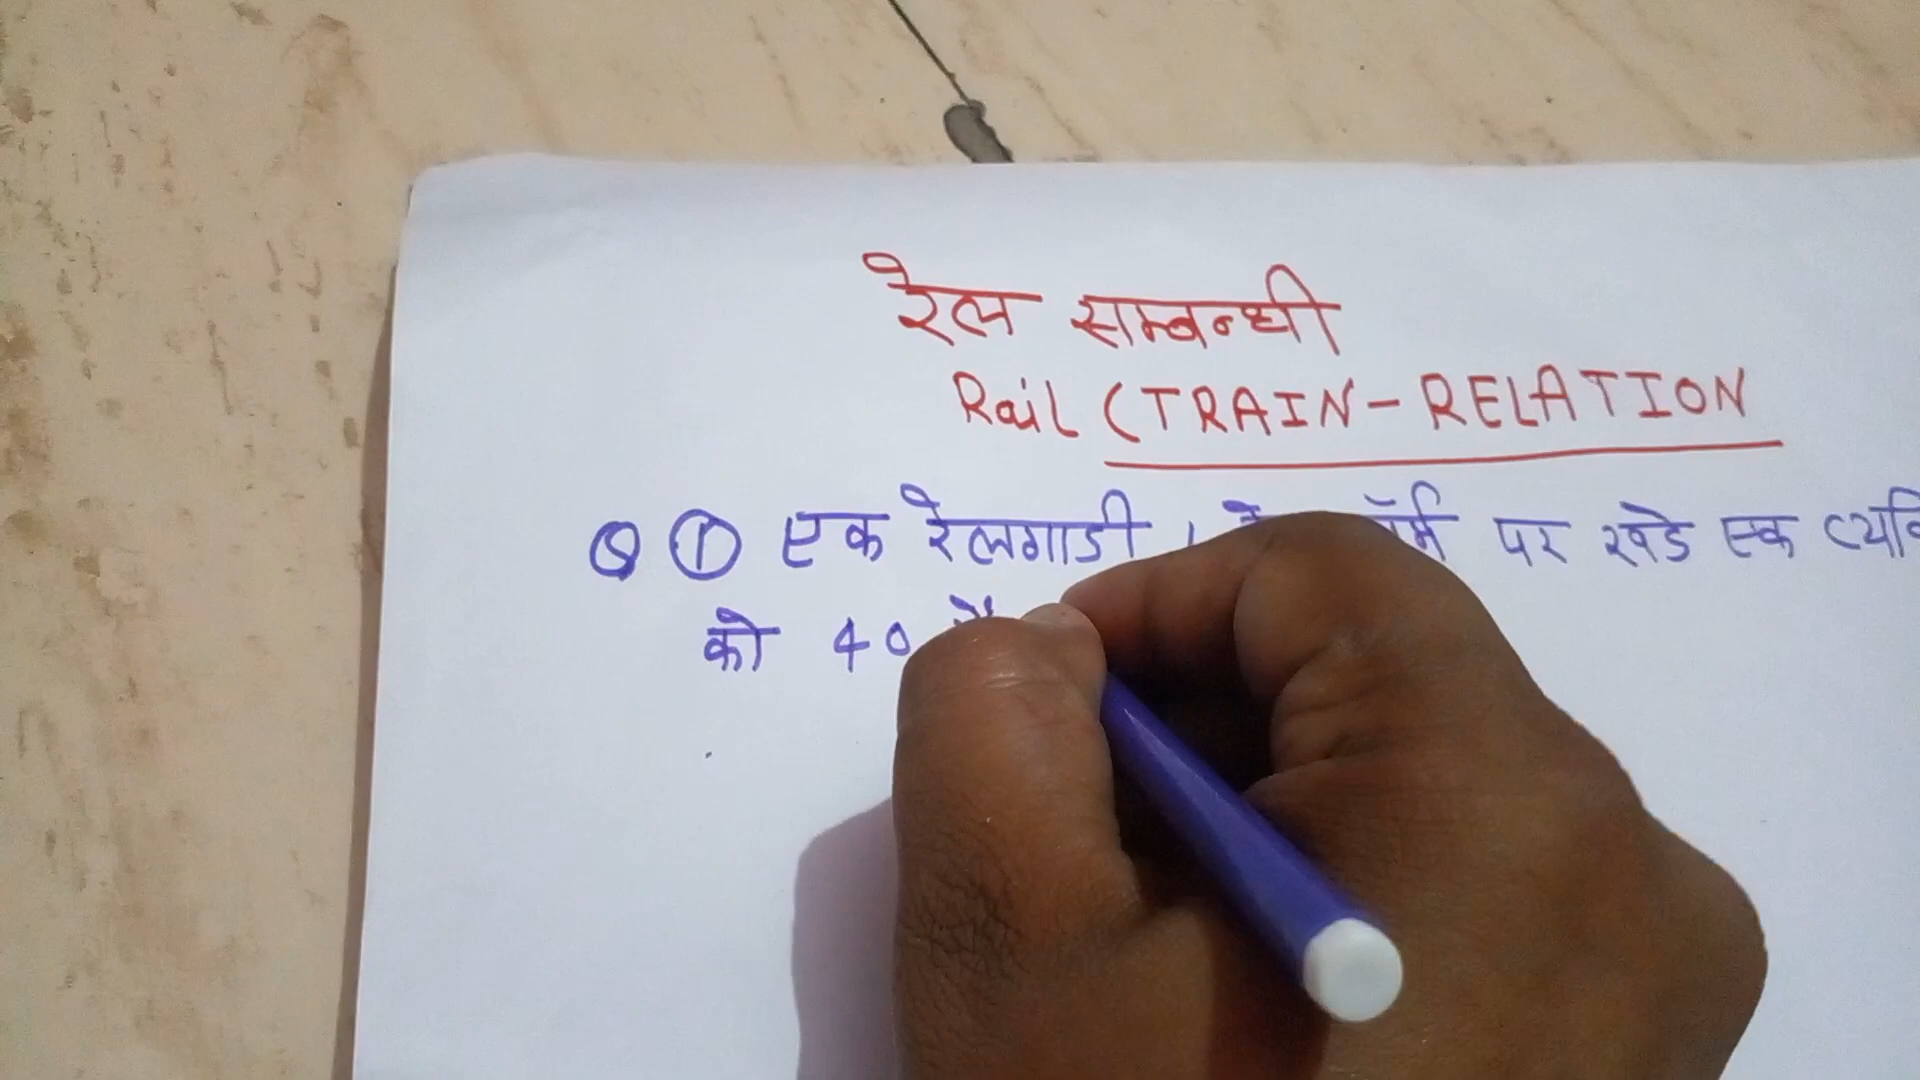 रेल सम्बन्धी
Rail (TRAIN-RELATION
Q ① एक रेलगाडी पर खडे एक
को 40